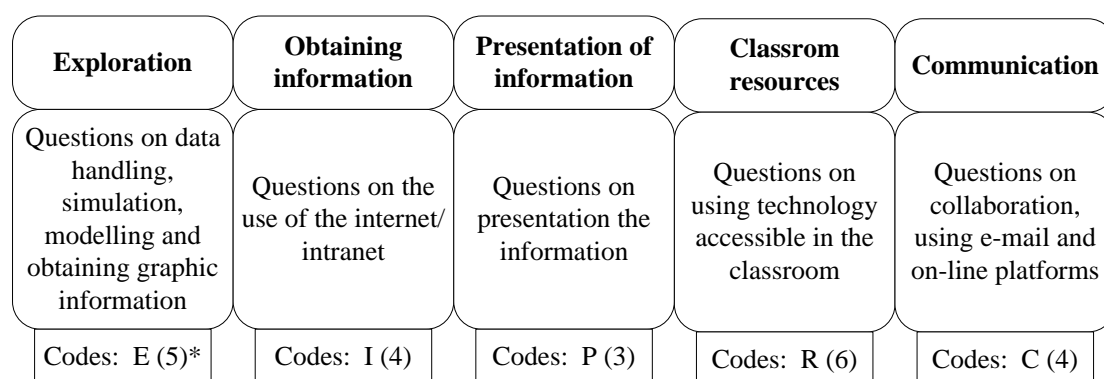 Exploration
Obtaining
information
Presentation of
information
Classrom
resources
Communication
Questions on data
handling,
simulation,
modelling and
obtaining graphic
information
Questions on the
use of the internet/
intranet
Questions on
presentation the
information
Questions on
using technology
accessible in the
classroom
Questions on
collaboration,
using e-mail and
on-line platforms
Codes: E (5)*
Codes: I (4)
Codes: P (3)
Codes: R (6)
Codes: C (4)